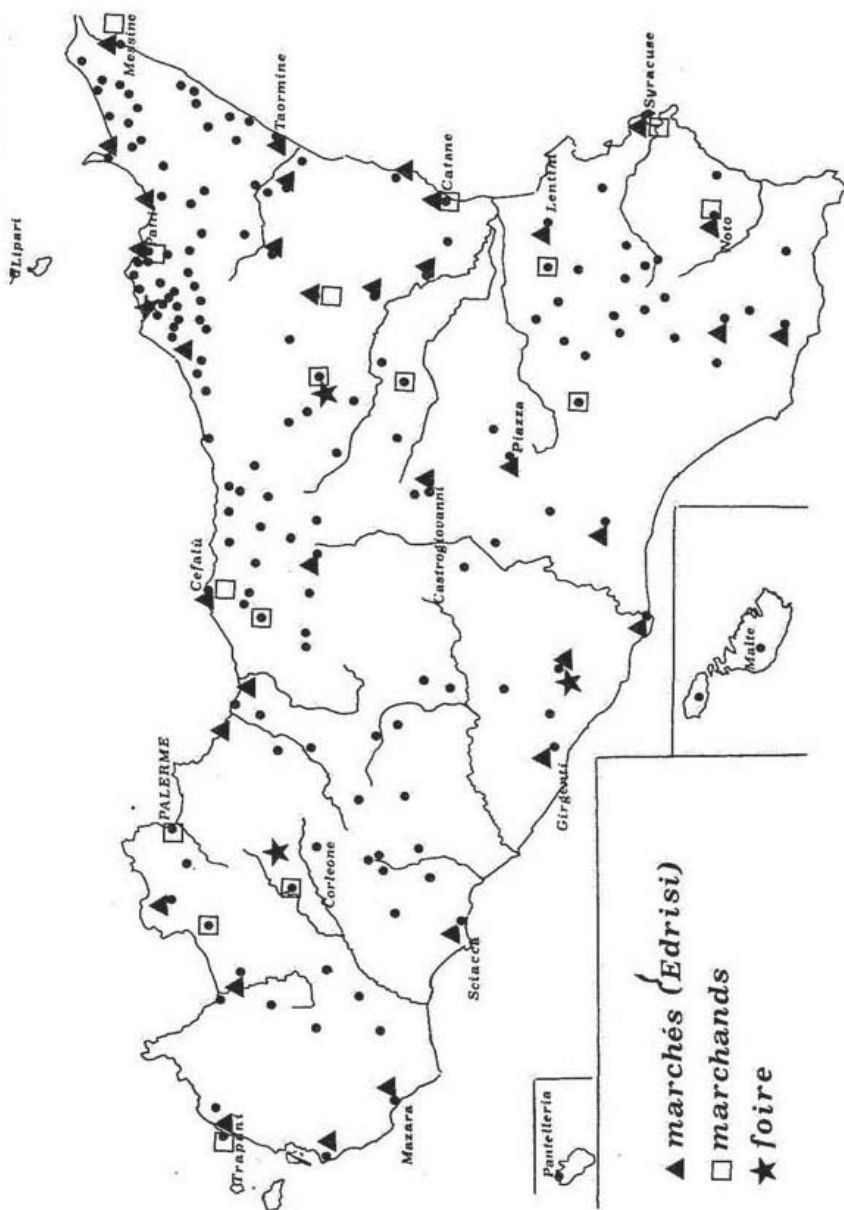 Messine
Taormine
Catane
Syracuse
Lentini
Noto
Lipari
Patti
Cefalù
Castrogiovanni
Piazza
PALERME
Corleone
Girgenti
Sciacca
Trapani
Mazara
Malte
Pantelleria
marchés (Edrisi)
marchands
foire